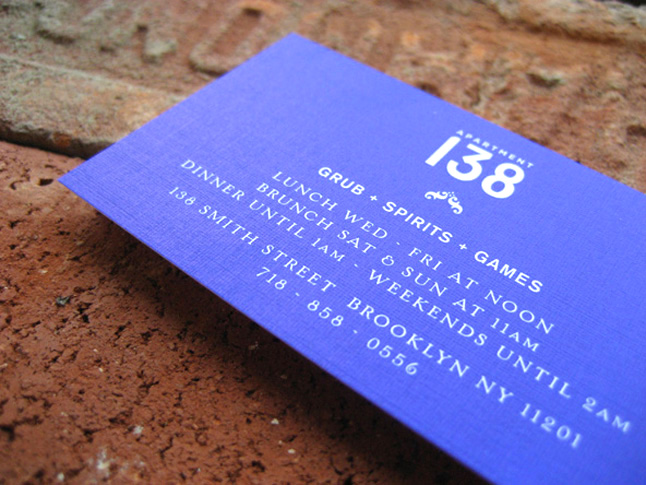 APARTMENT
138
GRUB + SPIRITS + GAMES
LUNCH WED - FRI AT NOON
BRUNCH SAT & SUN AT 11AM
DINNER UNTIL 1AM - WEEKENDS UNTIL 2AM
138 SMITH STREET BROOKLYN NY 11201
718 - 858 - 0556